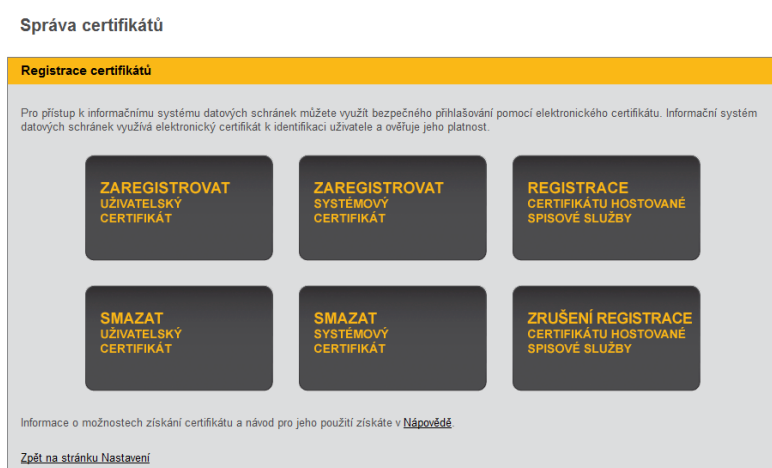 Správa certifikátů
Registrace certifikátů
Pro přístup k informačnímu systému datových schránek můžete využít bezpečného přihlašování pomocí elektronického certifikátu. Informační systém
datových schránek využívá elektronický certifikát k identifikaci uživatele a ověřuje jeho platnost.
ZAREGISTROVAT
UŽIVATELSKÝ
CERTIFIKÁT
ZAREGISTROVAT
SYSTÉMOVÝ
CERTIFIKÁT
REGISTRACE
CERTIFIKÁTU HOSTOVANÉ
SPISOVÉ SLUŽBY
SMAZAT
UŽIVATELSKÝ
CERTIFIKÁT
SMAZAT
SYSTÉMOVÝ
CERTIFIKÁT
ZRUŠENÍ REGISTRACE
CERTIFIKÁTU HOSTOVANÉ
SPISOVÉ SLUŽBY
Informace o možnostech získání certifikátu a návod pro jeho použití získáte v Nápovědě.
Zpět na stránku Nastavení